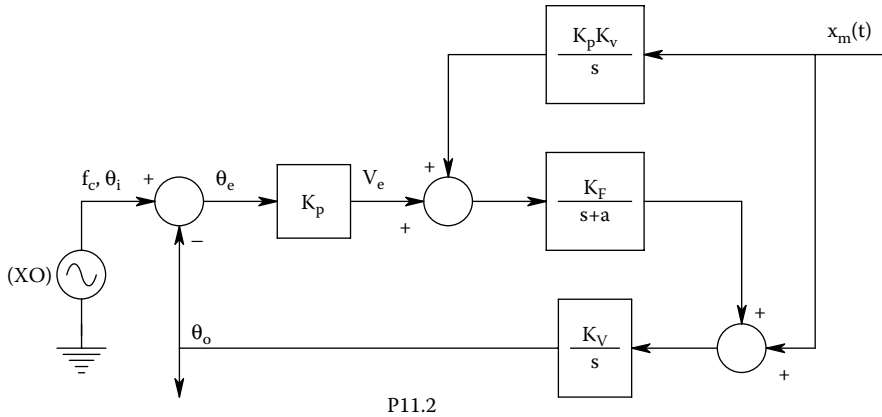 x_m(t)
K_pK_v
s
+
f_c, θ_i
+
θ_e
K_p
V_e
+
K_F
s+a
−
(XO)
+
θ_o
K_V
s
+
P11.2